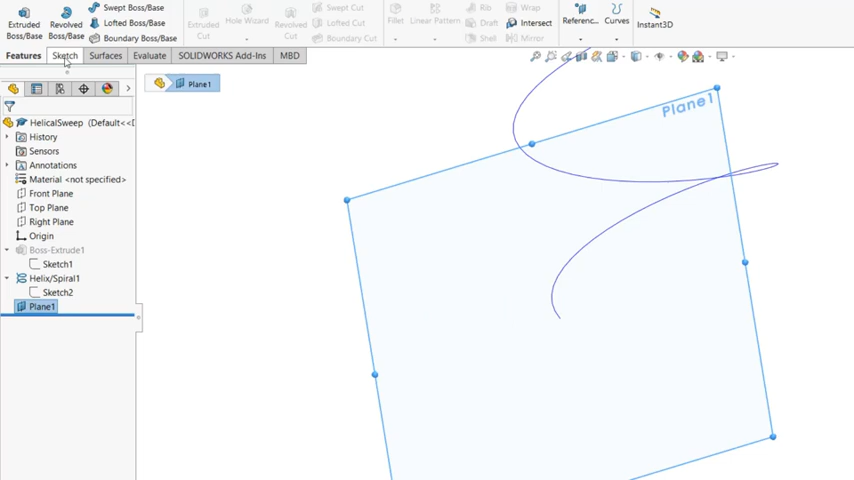 Extruded Boss/Base
Revolved Boss/Base
Swept Boss/Base
Lofted Boss/Base
Boundary Boss/Base
Extruded Cut
Hole Wizard
Revolved Cut
Swept Cut
Lofted Cut
Boundary Cut
Fillet
Linear Pattern
Rib
Draft
Shell
Wrap
Intersect
Mirror
Referenc...
Curves
Instant3D
Features
Sketch
Surfaces
Evaluate
SOLIDWORKS Add-Ins
MBD
Plane1
Plane1
HelicalSweep (Default<<D
History
Sensors
Annotations
Material <not specified>
Front Plane
Top Plane
Right Plane
Origin
Boss-Extrude1
Sketch1
Helix/Spiral1
Sketch2
Plane1